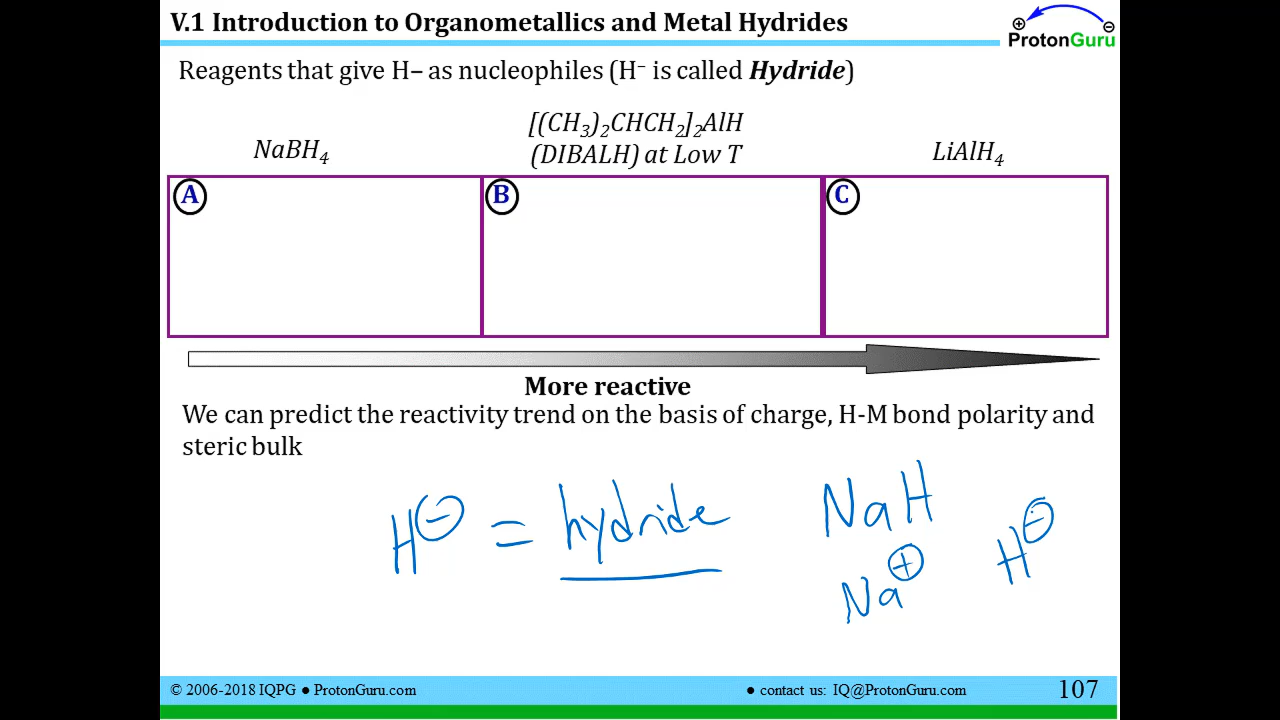 V.1 Introduction to Organometallics and Metal Hydrides
⊕ ⊖
ProtonGuru
Reagents that give H– as nucleophiles (H⁻ is called Hydride)
NaBH₄
[(CH₃)₂CHCH₂]₂AlH
(DIBALH) at Low T
LiAlH₄
A
B
C
More reactive
We can predict the reactivity trend on the basis of charge, H-M bond polarity and
steric bulk
H⊖ = hydride
NaH
Na⊕ H⊖
© 2006-2018 IQPG ● ProtonGuru.com ● contact us: IQ@ProtonGuru.com 107